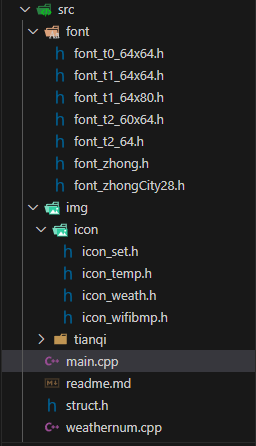 src
font
font_t0_64x64.h
font_t1_64x64.h
font_t1_64x80.h
font_t2_60x64.h
font_t2_64.h
font_zhong.h
font_zhongCity28.h
img
icon
icon_set.h
icon_temp.h
icon_weath.h
icon_wifibmp.h
tianqi
main.cpp
readme.md
struct.h
weathernum.cpp